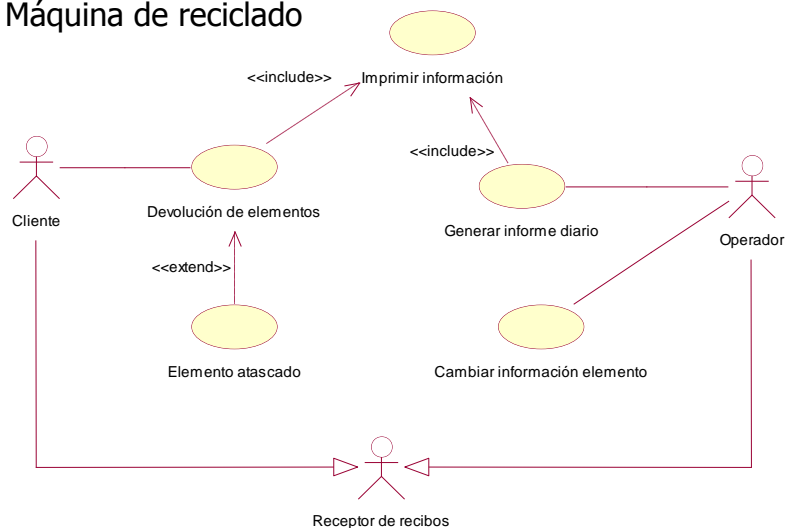 Máquina de reciclado
<<include>>
Imprimir información
<<include>>
Cliente
Devolución de elementos
Generar informe diario
Operador
<<extend>>
Elemento atascado
Cambiar información elemento
Receptor de recibos